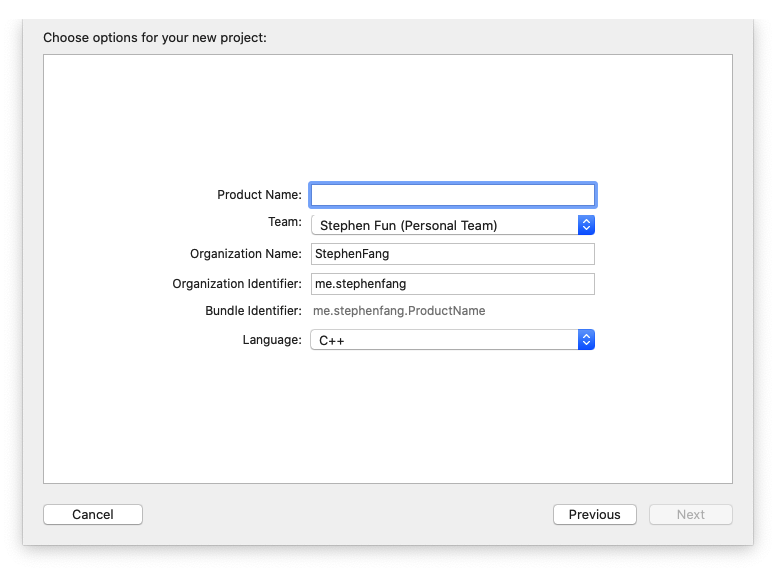 Choose options for your new project:
Product Name:
Team: Stephen Fun (Personal Team)
Organization Name: StephenFang
Organization Identifier: me.stephenfang
Bundle Identifier: me.stephenfang.ProductName
Language: C++
Cancel Previous Next